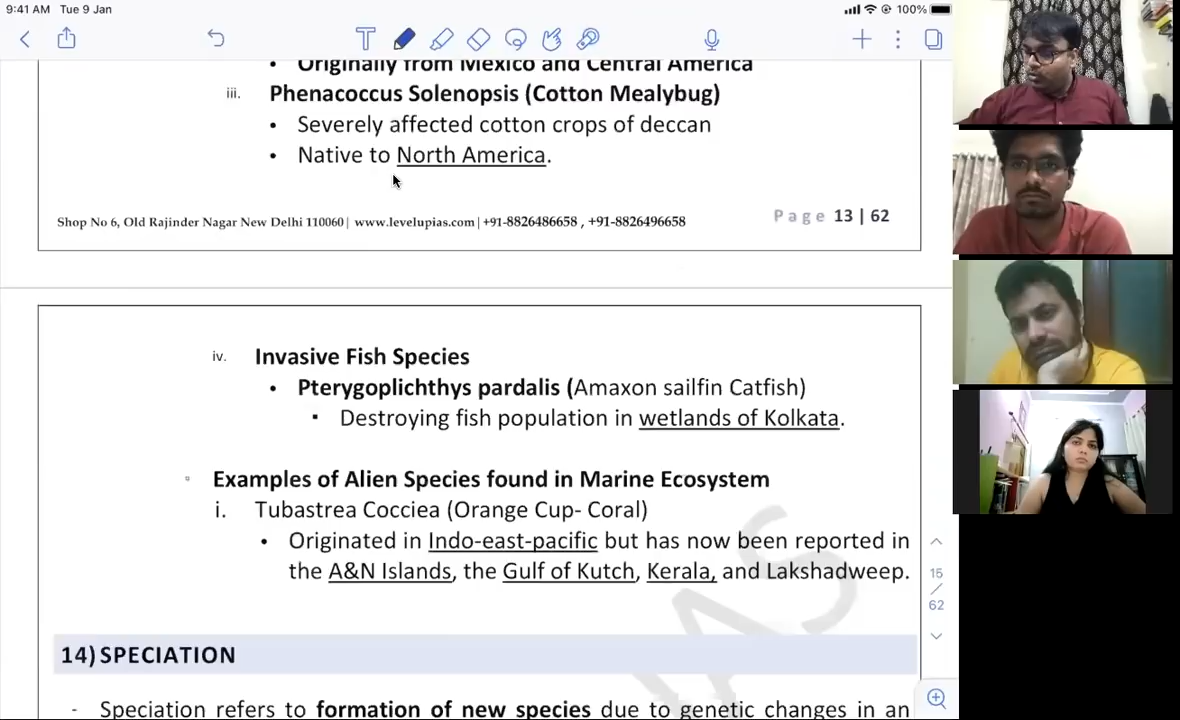 9:41 AM Tue 9 Jan
100%
Originally from Mexico and Central America
iii. Phenacoccus Solenopsis (Cotton Mealybug)
• Severely affected cotton crops of deccan
• Native to North America.
Shop No 6, Old Rajinder Nagar New Delhi 110060| www.levelupias.com | +91-8826486658 , +91-8826496658
Page 13 | 62
iv. Invasive Fish Species
• Pterygoplichthys pardalis (Amaxon sailfin Catfish)
▪ Destroying fish population in wetlands of Kolkata.
Examples of Alien Species found in Marine Ecosystem
i. Tubastrea Cocciea (Orange Cup- Coral)
• Originated in Indo-east-pacific but has now been reported in
the A&N Islands, the Gulf of Kutch, Kerala, and Lakshadweep.
15
/
62
IAS
14) SPECIATION
- Speciation refers to formation of new species due to genetic changes in an